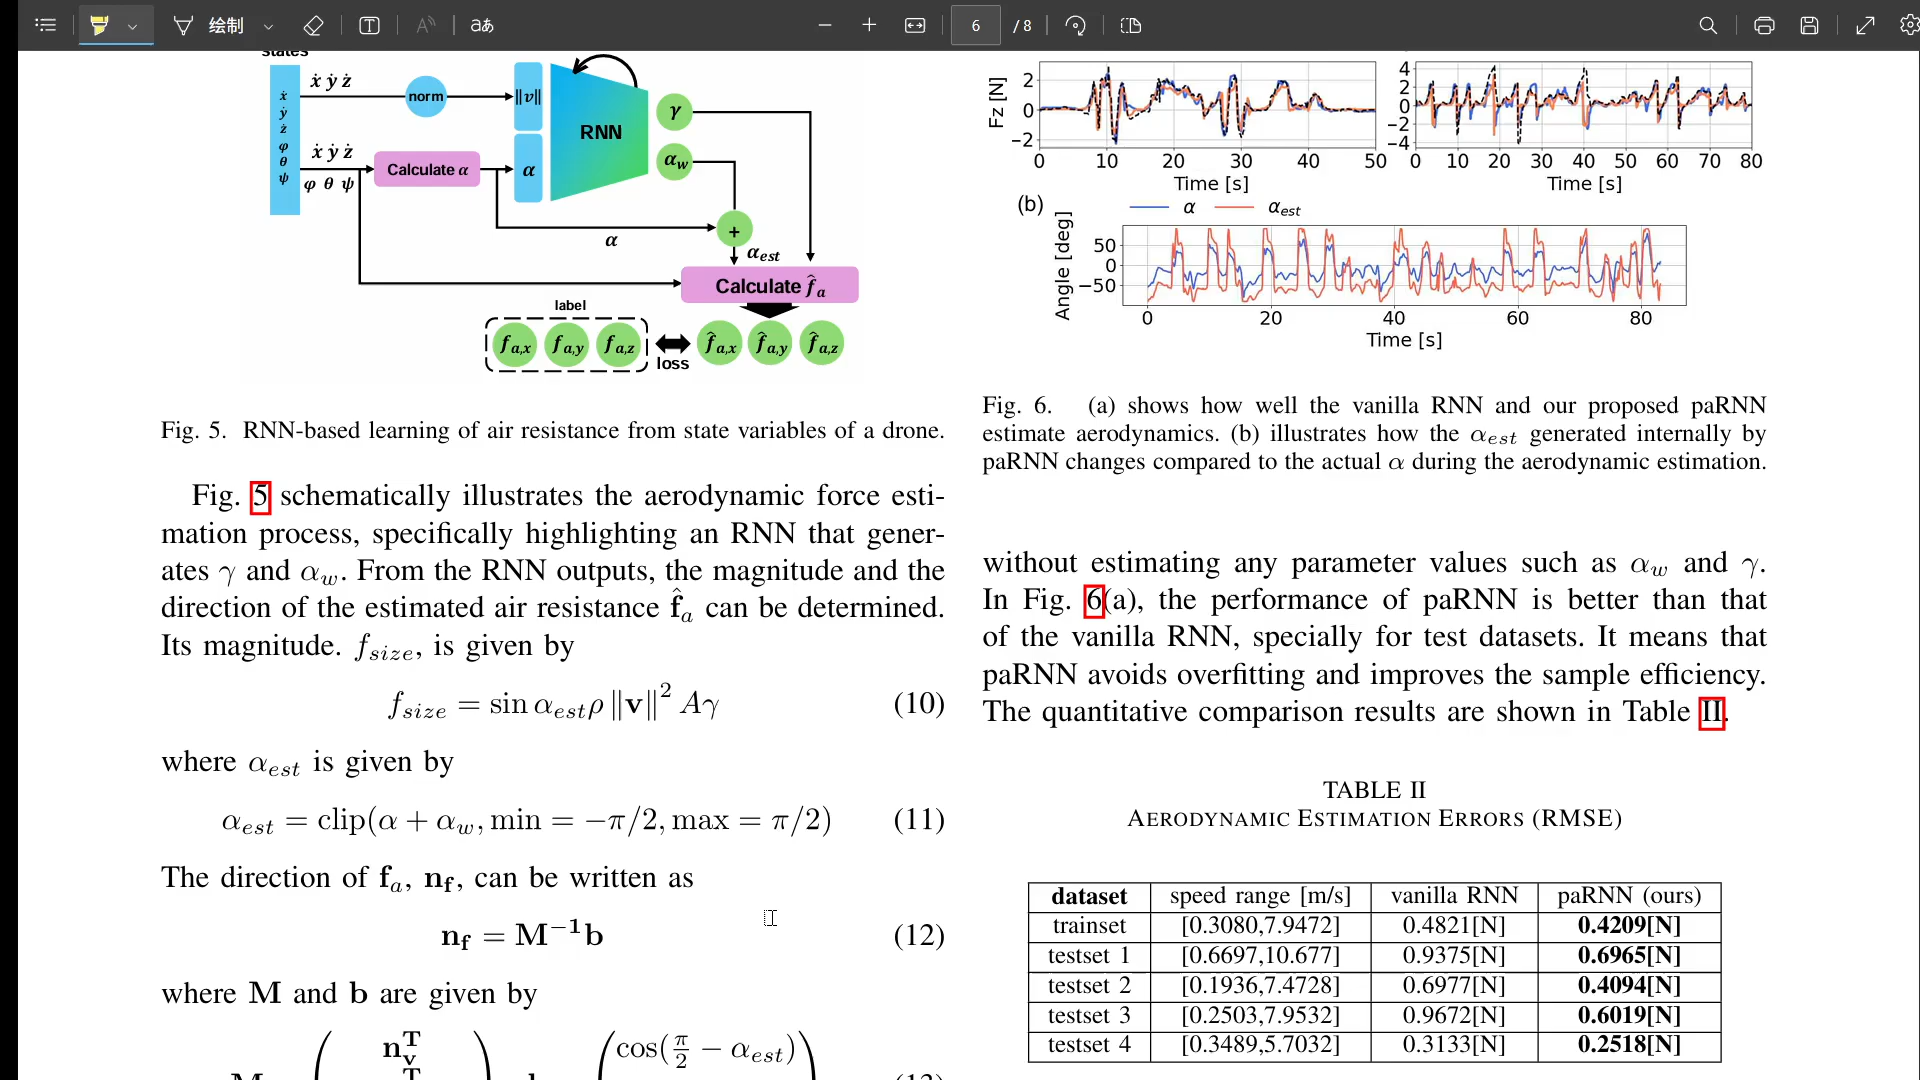 绘制
aあ
6
/ 8
states
ẋ ẏ ż
norm
‖v‖
RNN
γ
α_w
ẋ
ẏ
ż
φ
θ
ψ
ẋ ẏ ż
φ θ ψ
Calculate α
α
α
+
α_est
Calculate f̂_a
label
f_a,x f_a,y f_a,z
loss
f̂_a,x f̂_a,y f̂_a,z
Fig. 5. RNN-based learning of air resistance from state variables of a drone.
Fig. 5 schematically illustrates the aerodynamic force esti-
mation process, specifically highlighting an RNN that gener-
ates γ and α_w. From the RNN outputs, the magnitude and the
direction of the estimated air resistance f̂_a can be determined.
Its magnitude. f_size, is given by
f_size = sin α_est ρ ‖v‖² Aγ (10)
where α_est is given by
α_est = clip(α + α_w, min = −π/2, max = π/2) (11)
The direction of f_a, n_f, can be written as
n_f = M⁻¹b (12)
where M and b are given by
n_v^T
cos(π/2 − α_est)
Fz [N]
2
0
−2
0 10 20 30 40 50
Time [s]
4
2
0
−2
−4
0 10 20 30 40 50 60 70 80
Time [s]
(b)
α α_est
Angle [deg]
50
0
−50
0 20 40 60 80
Time [s]
Fig. 6. (a) shows how well the vanilla RNN and our proposed paRNN
estimate aerodynamics. (b) illustrates how the α_est generated internally by
paRNN changes compared to the actual α during the aerodynamic estimation.
without estimating any parameter values such as α_w and γ.
In Fig. 6(a), the performance of paRNN is better than that
of the vanilla RNN, specially for test datasets. It means that
paRNN avoids overfitting and improves the sample efficiency.
The quantitative comparison results are shown in Table II.
TABLE II
AERODYNAMIC ESTIMATION ERRORS (RMSE)
dataset speed range [m/s] vanilla RNN paRNN (ours)
trainset [0.3080,7.9472] 0.4821[N] 0.4209[N]
testset 1 [0.6697,10.677] 0.9375[N] 0.6965[N]
testset 2 [0.1936,7.4728] 0.6977[N] 0.4094[N]
testset 3 [0.2503,7.9532] 0.9672[N] 0.6019[N]
testset 4 [0.3489,5.7032] 0.3133[N] 0.2518[N]